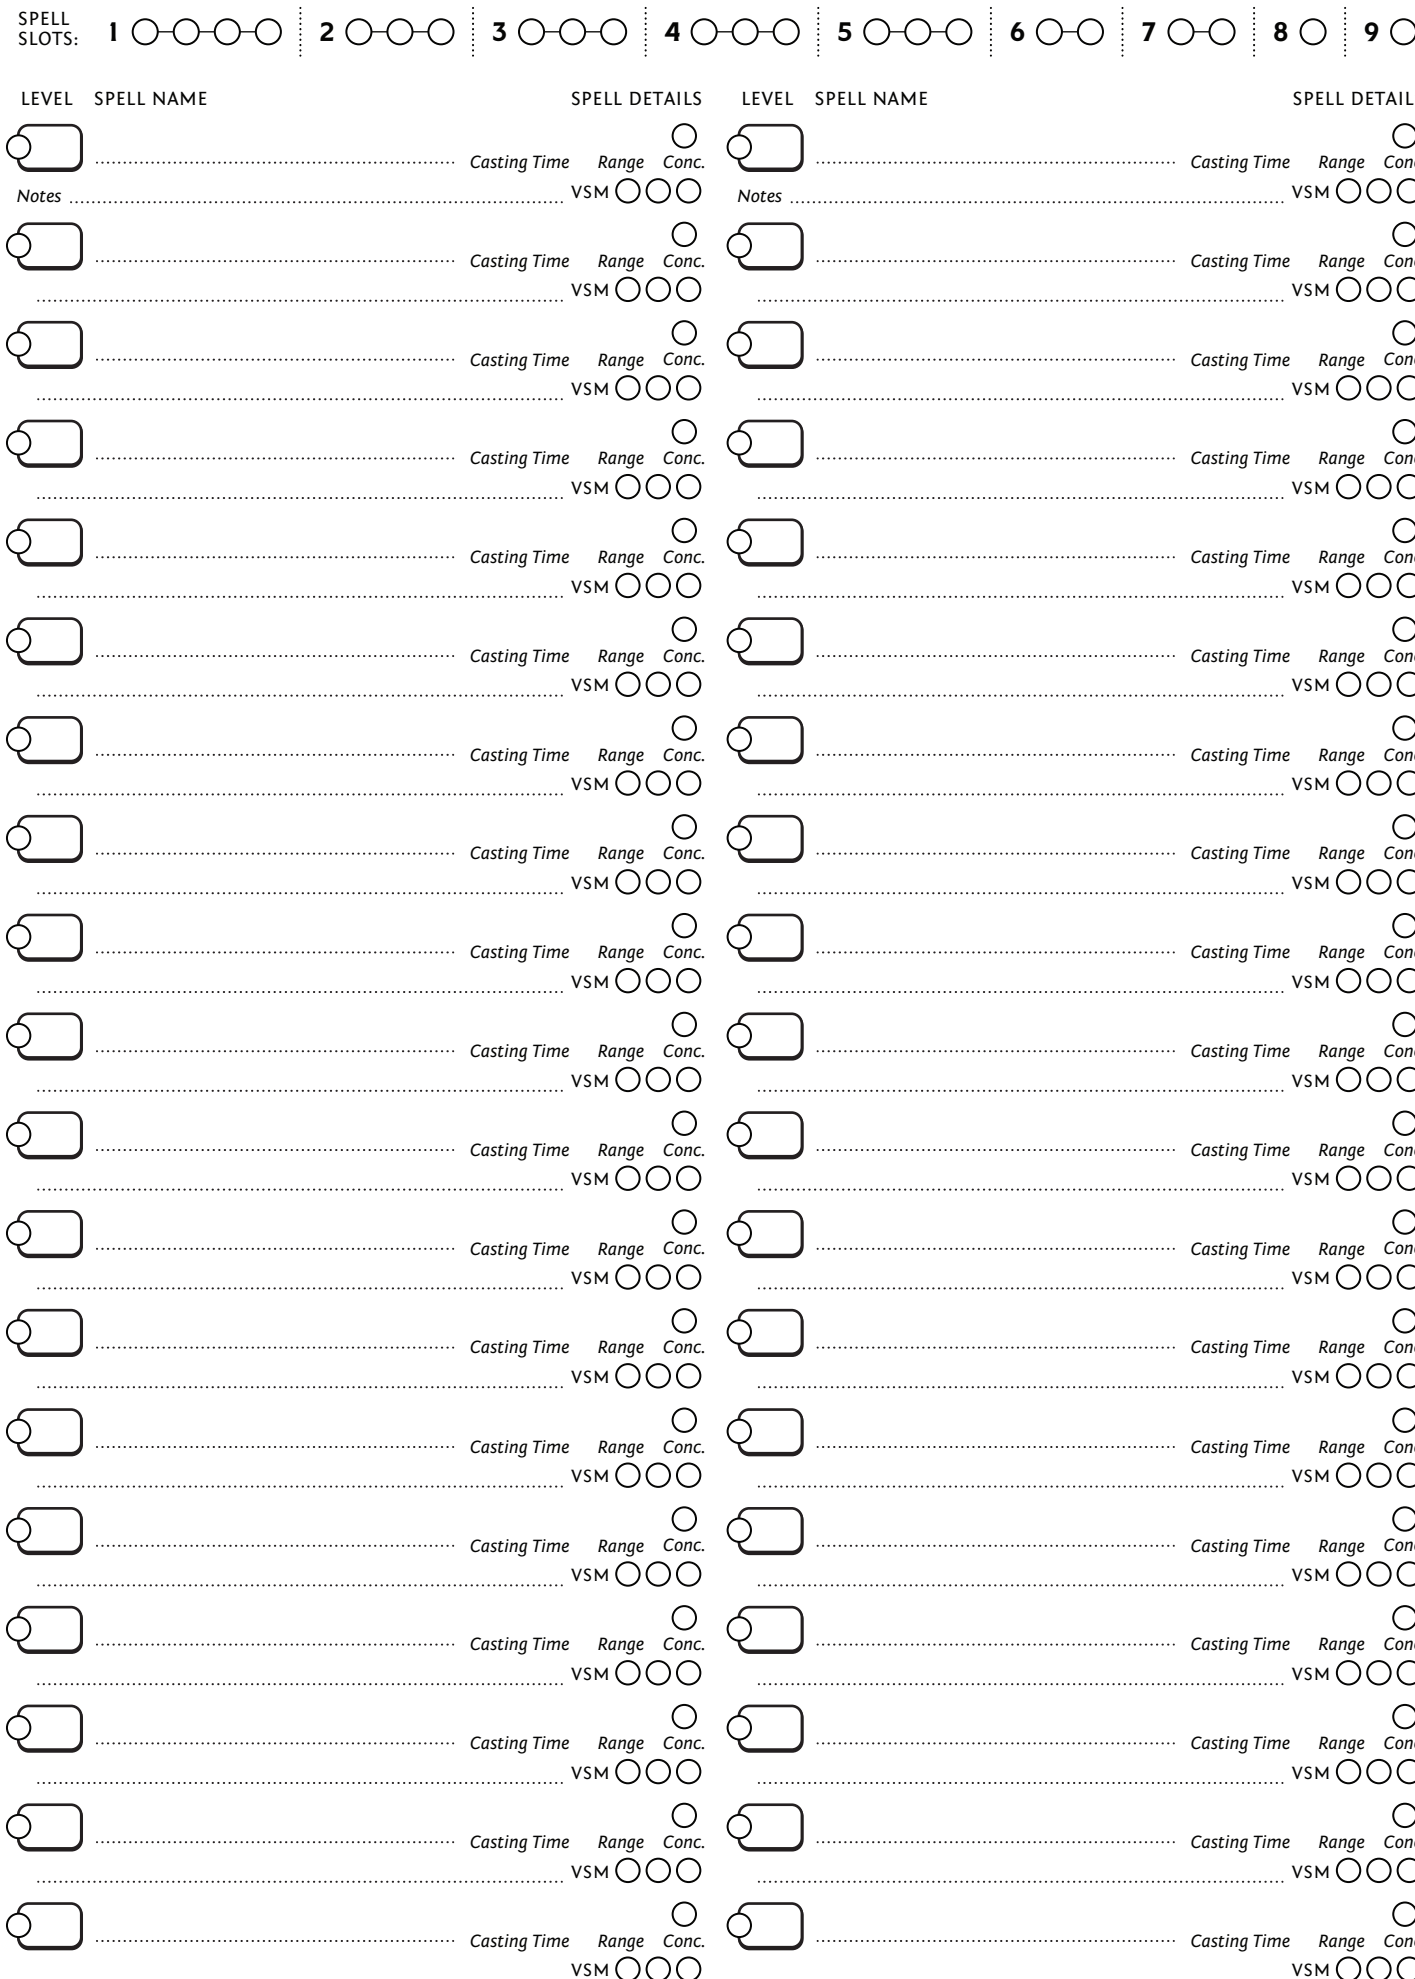 SPELL SLOTS: 1 2 3 4 5 6 7 8 9
LEVEL SPELL NAME SPELL DETAILS
Casting Time Range Conc.
Notes VSM
Casting Time Range Conc.
VSM
Casting Time Range Conc.
VSM
Casting Time Range Conc.
VSM
Casting Time Range Conc.
VSM
Casting Time Range Conc.
VSM
Casting Time Range Conc.
VSM
Casting Time Range Conc.
VSM
Casting Time Range Conc.
VSM
Casting Time Range Conc.
VSM
Casting Time Range Conc.
VSM
Casting Time Range Conc.
VSM
Casting Time Range Conc.
VSM
Casting Time Range Conc.
VSM
Casting Time Range Conc.
VSM
Casting Time Range Conc.
VSM
Casting Time Range Conc.
VSM
Casting Time Range Conc.
VSM
Casting Time Range Conc.
VSM
LEVEL SPELL NAME SPELL DETAIL
Casting Time Range Conc
Notes VSM
Casting Time Range Conc
VSM
Casting Time Range Conc
VSM
Casting Time Range Conc
VSM
Casting Time Range Conc
VSM
Casting Time Range Conc
VSM
Casting Time Range Conc
VSM
Casting Time Range Conc
VSM
Casting Time Range Conc
VSM
Casting Time Range Conc
VSM
Casting Time Range Conc
VSM
Casting Time Range Conc
VSM
Casting Time Range Conc
VSM
Casting Time Range Conc
VSM
Casting Time Range Conc
VSM
Casting Time Range Conc
VSM
Casting Time Range Conc
VSM
Casting Time Range Conc
VSM
Casting Time Range Conc
VSM